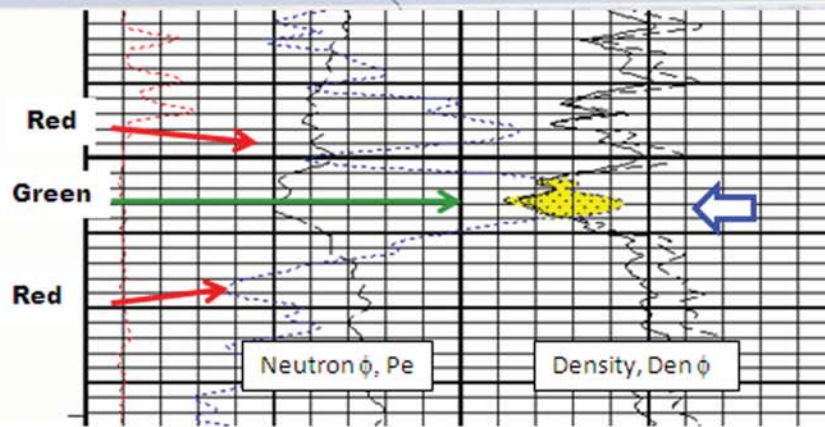 Red
Green
Red
Neutron ϕ, Pe
Density, Den ϕ